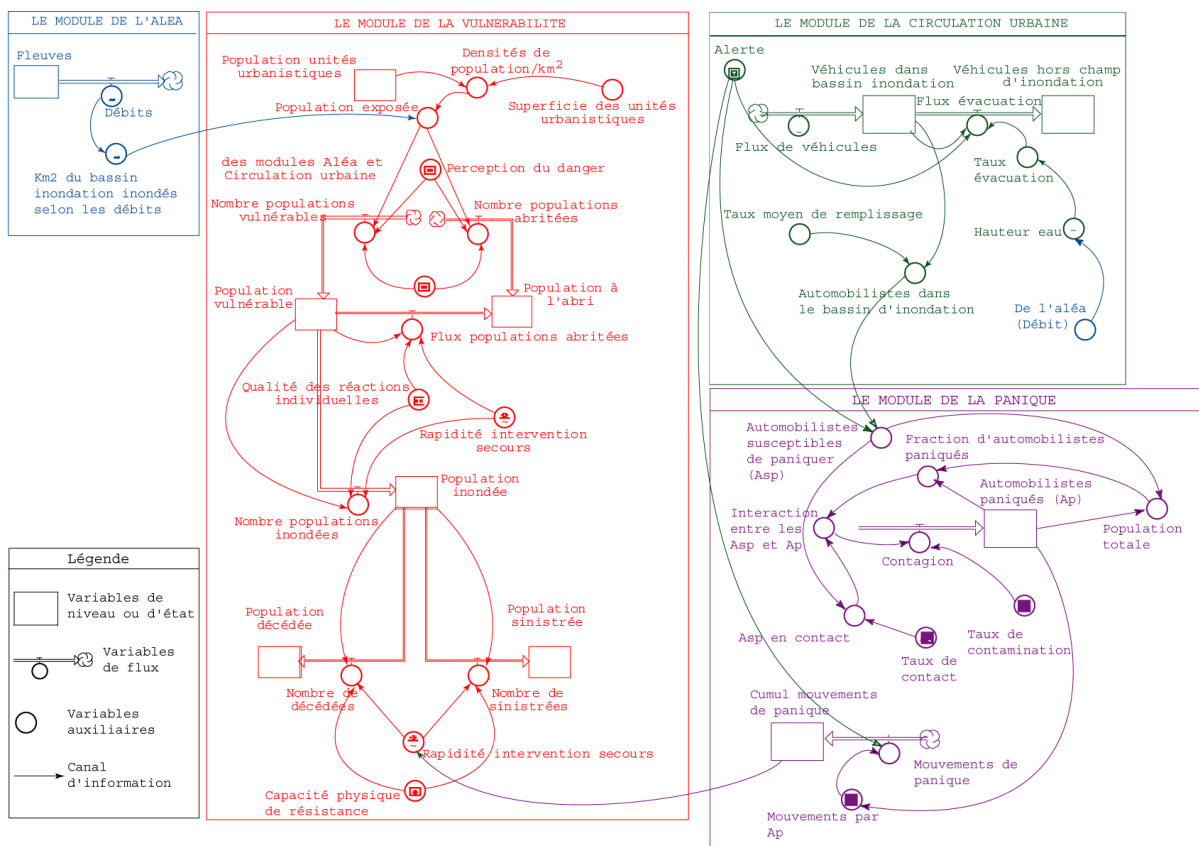 LE MODULE DE L'ALEA
Fleuves
Débits
Km2 du bassin
inondation inondés
selon les débits
LE MODULE DE LA VULNERABILITE
Population unités
urbanistiques
Densités de
population/km²
Population exposée
Superficie des unités
urbanistiques
des modules Aléa et
Circulation urbaine
Perception du danger
Nombre populations
vulnérables
Nombre populations
abritées
Population
vulnérable
Population à
l'abri
Flux populations abritées
Qualité des réactions
individuelles
Rapidité intervention
secours
Population
inondée
Nombre populations
inondées
Population
décédée
Population
sinistrée
Nombre de
décédées
Nombre de
sinistrées
Rapidité intervention secours
Capacité physique
de résistance
LE MODULE DE LA CIRCULATION URBAINE
Alerte
Véhicules dans
bassin inondation
Véhicules hors champ
d'inondation
Flux évacuation
Flux de véhicules
Taux
évacuation
Taux moyen de remplissage
Hauteur eau
Automobilistes dans
le bassin d'inondation
De l'aléa
(Débit)
LE MODULE DE LA PANIQUE
Automobilistes
susceptibles
de paniquer
(Asp)
Fraction d'automobilistes
paniqués
Automobilistes
paniqués (Ap)
Interaction
entre les
Asp et Ap
Population
totale
Contagion
Asp en contact
Taux de
contamination
Taux de
contact
Cumul mouvements
de panique
Mouvements de
panique
Mouvements par
Ap
Légende
Variables de
niveau ou d'état
Variables
de flux
Variables
auxiliaires
Canal
d'information